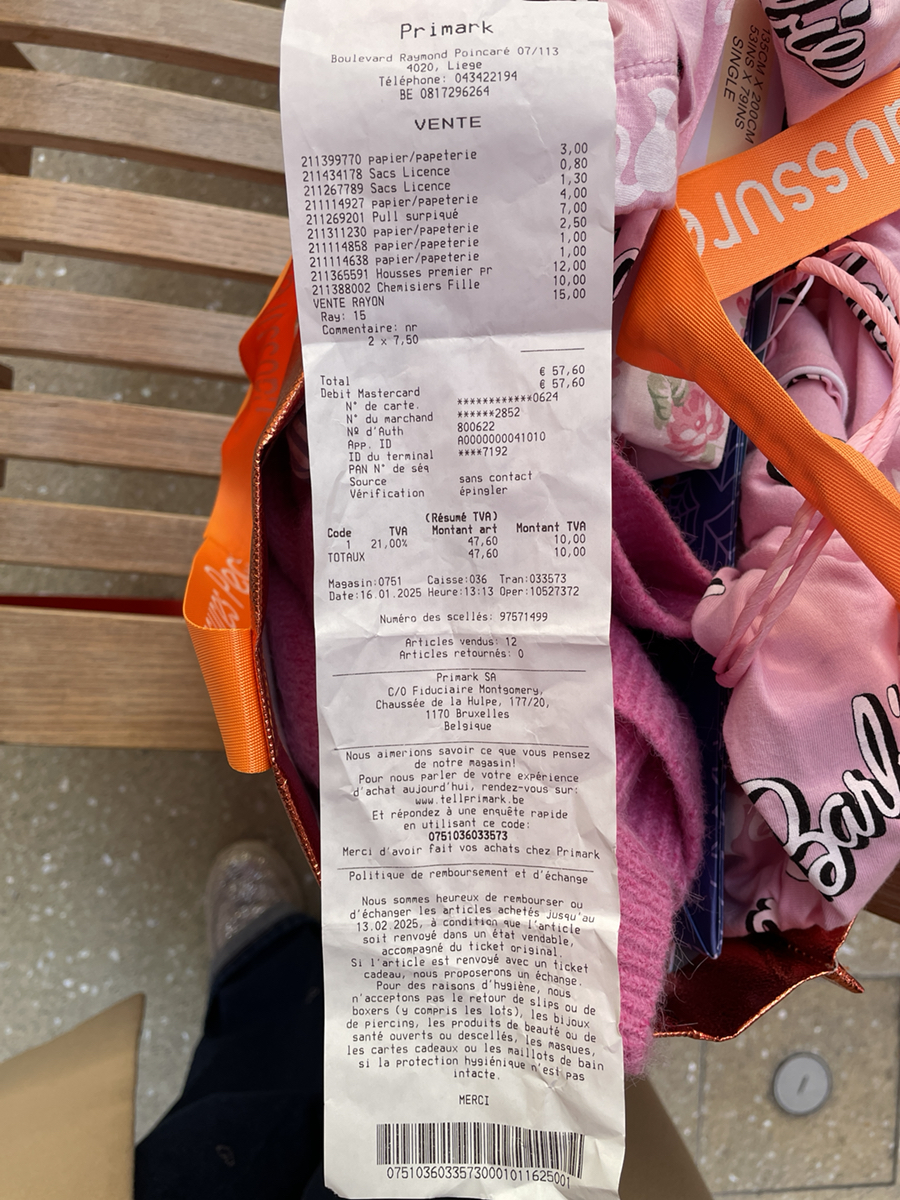 Primark
Boulevard Raymond Poincaré 07/113
4020, Liege
Téléphone: 043422194
BE 0817296264
VENTE
211399770 papier/papeterie 3,00
211434178 Sacs Licence 0,80
211267789 Sacs Licence 1,30
211114927 papier/papeterie 4,00
211269201 Pull surpiqué 7,00
211311230 papier/papeterie 2,50
211114858 papier/papeterie 1,00
211114638 papier/papeterie 1,00
211365591 Housses premier pr 12,00
211388002 Chemisiers Fille 10,00
VENTE RAYON 15,00
Ray: 15
Commentaire: nr
2 x 7,50
Total € 57,60
Debit Mastercard € 57,60
N° de carte. ************0624
N° du marchand ******2852
Nº d'Auth 800622
App. ID A0000000041010
ID du terminal ****7192
PAN N° de séq
Source sans contact
Vérification épingler
(Résumé TVA)
Code TVA Montant art Montant TVA
1 21,00% 47,60 10,00
TOTAUX 47,60 10,00
Magasin:0751 Caisse:036 Tran:033573
Date:16.01.2025 Heure:13:13 Oper:10527372
Numéro des scellés: 97571499
Articles vendus: 12
Articles retournés: 0
Primark SA
C/O Fiduciaire Montgomery,
Chaussée de la Hulpe, 177/20,
1170 Bruxelles
Belgique
Nous aimerions savoir ce que vous pensez
de notre magasin!
Pour nous parler de votre expérience
d'achat aujourd'hui, rendez-vous sur:
www.tellprimark.be
Et répondez à une enquête rapide
en utilisant ce code:
0751036033573
Merci d'avoir fait vos achats chez Primark
Politique de remboursement et d'échange
Nous sommes heureux de rembourser ou
d'échanger les articles achetés jusqu'au
13.02.2025, à condition que l'article
soit renvoyé dans un état vendable,
accompagné du ticket original.
Si l'article est renvoyé avec un ticket
cadeau, nous proposerons un échange.
Pour des raisons d'hygiène, nous
n'acceptons pas le retour de slips ou de
boxers (y compris les lots), les bijoux
de piercing, les produits de beauté ou de
santé ouverts ou descellés, les masques,
les cartes cadeaux ou les maillots de bain
si la protection hygiénique n'est pas
intacte.
MERCI
07510360335730001011625001
135CM X 200CM
53INS X 79INS
SINGLE